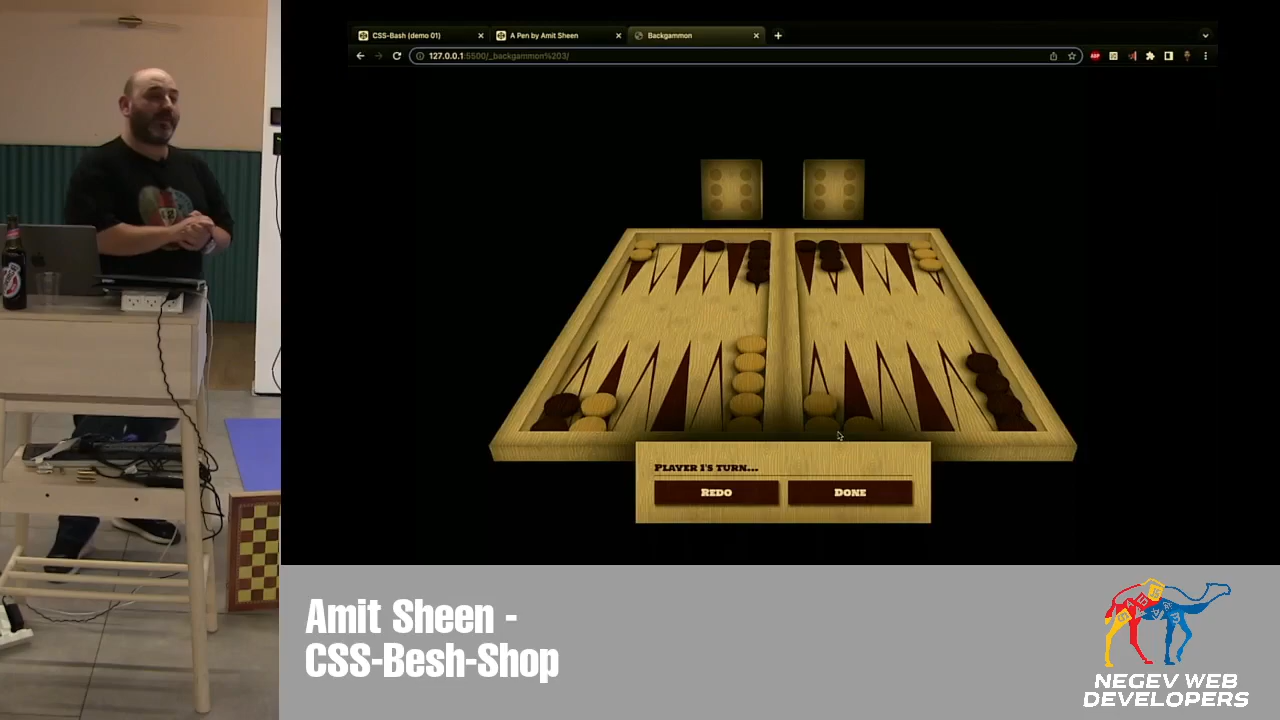 CSS-Bash (demo 01)
A Pen by Amit Sheen
Backgammon
127.0.0.1:5500/_backgammon%203/
ABP
Player 1's turn...
Redo
Done
Amit Sheen -
CSS-Besh-Shop
NEGEV WEB
DEVELOPERS